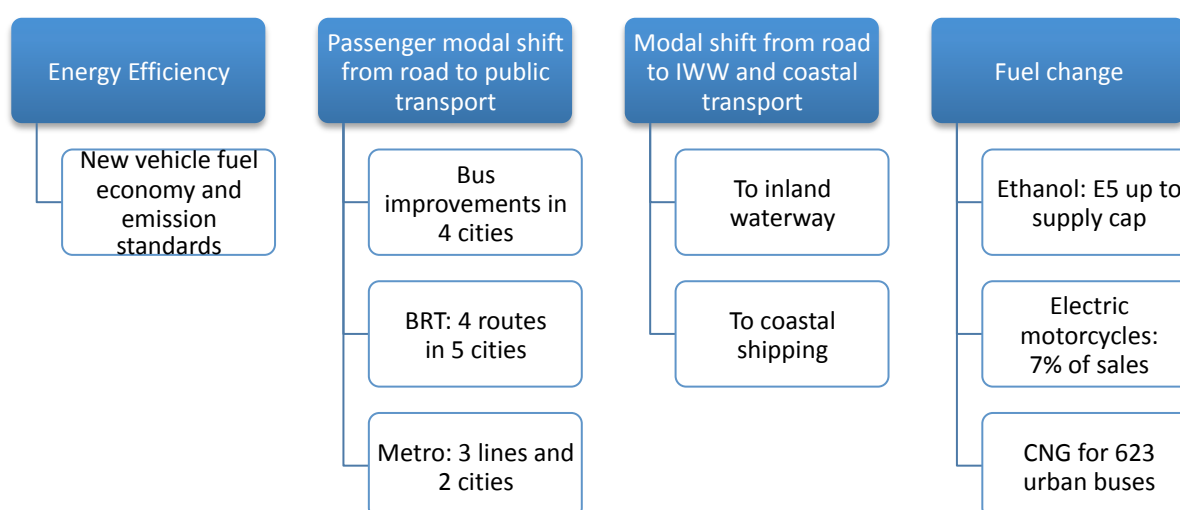 Energy Efficiency
New vehicle fuel
economy and
emission
standards
Passenger modal shift
from road to public
transport
Bus
improvements in
4 cities
BRT: 4 routes
in 5 cities
Metro: 3 lines and
2 cities
Modal shift from road
to IWW and coastal
transport
To inland
waterway
To coastal
shipping
Fuel change
Ethanol: E5 up to
supply cap
Electric
motorcycles:
7% of sales
CNG for 623
urban buses